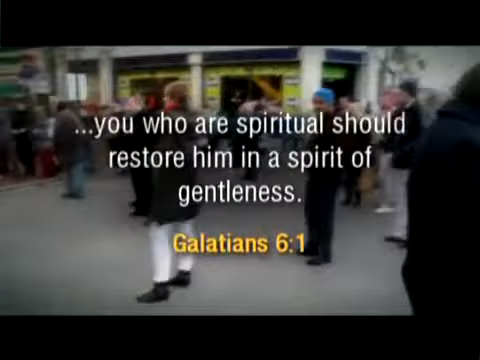 ...you who are spiritual should
restore him in a spirit of
gentleness.
Galatians 6:1